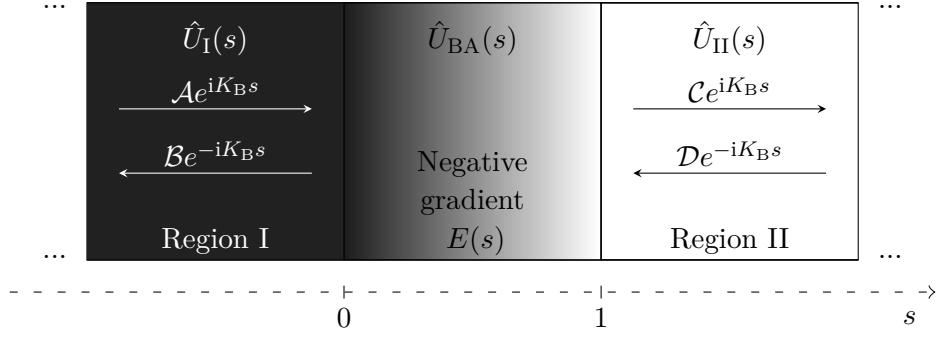 ... ...
Û_I(s) Û_BA(s) Û_II(s)
𝒜e^{iK_B s} 𝒞e^{iK_B s}
ℬe^{−iK_B s} 𝒟e^{−iK_B s}
Negative
gradient
Region I E(s) Region II
... ...
0 1 s